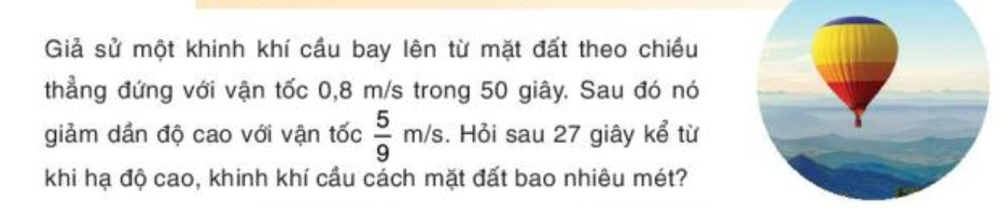 Giả sử một khinh khí cầu bay lên từ mặt đất theo chiều
thẳng đứng với vận tốc 0,8 m/s trong 50 giây. Sau đó nó
giảm dần độ cao với vận tốc 5/9 m/s. Hỏi sau 27 giây kể từ
khi hạ độ cao, khinh khí cầu cách mặt đất bao nhiêu mét?